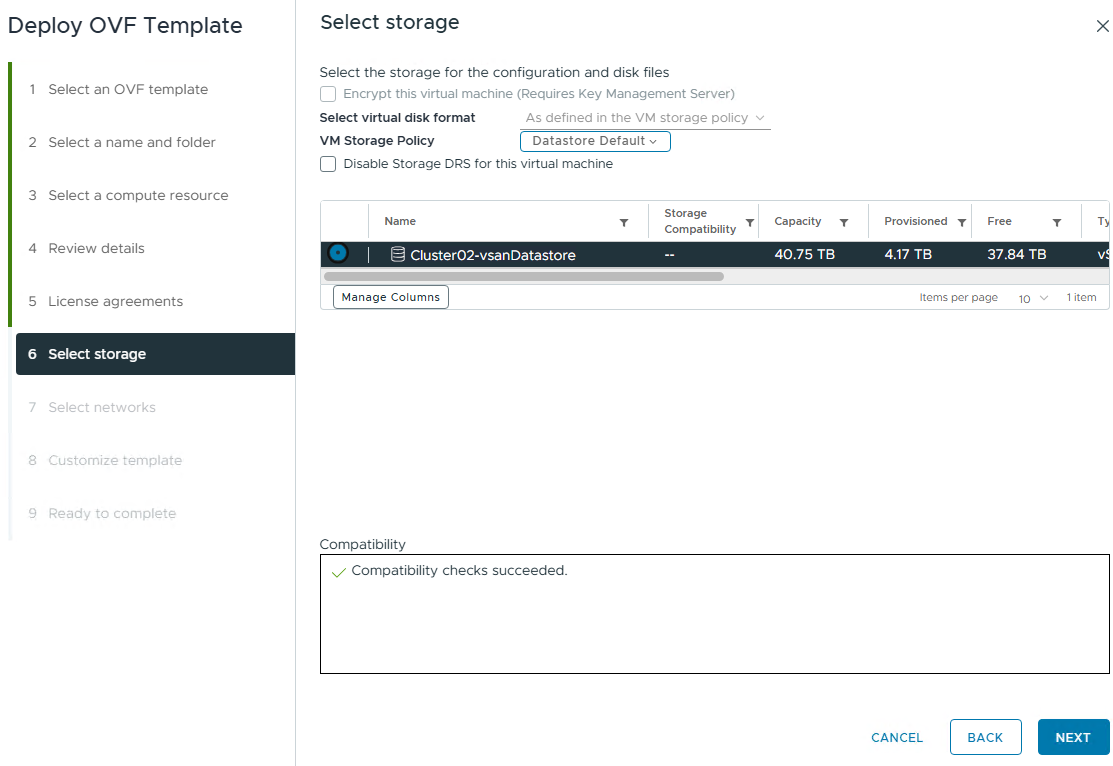 Deploy OVF Template
1 Select an OVF template
2 Select a name and folder
3 Select a compute resource
4 Review details
5 License agreements
6 Select storage
7 Select networks
8 Customize template
9 Ready to complete
Select storage
Select the storage for the configuration and disk files
Encrypt this virtual machine (Requires Key Management Server)
Select virtual disk format As defined in the VM storage policy
VM Storage Policy Datastore Default
Disable Storage DRS for this virtual machine
Name Storage Compatibility Capacity Provisioned Free Ty
Cluster02-vsanDatastore -- 40.75 TB 4.17 TB 37.84 TB vS
Manage Columns Items per page 10 1 item
Compatibility
Compatibility checks succeeded.
CANCEL BACK NEXT